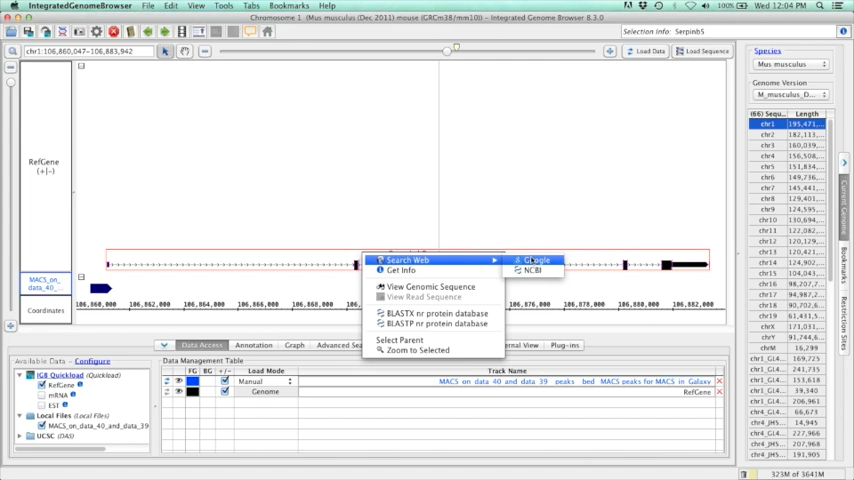 IntegratedGenomeBrowser File Edit View Tools Tabs Bookmarks Help 100% Wed 12:04 PM
Chromosome 1 (Mus musculus (Dec 2011) mouse (GRCm38/mm10)) - Integrated Genome Browser 8.3.0
Selection Info: Serpinb5
chr1:106,860,047-106,883,942
Load Data
Load Sequence
RefGene
(+|-)
MACS_on_
data_40_...
Coordinates
106,860,000 106,862,000 106,864,000 106,866,000 106,876,000 106,878,000 106,880,000 106,882,000
Search Web
Get Info
View Genomic Sequence
View Read Sequence
BLASTX nr protein database
BLASTP nr protein database
Select Parent
Zoom to Selected
Google
NCBI
Species
Mus musculus
Genome Version
M_musculus_D...
(66) Sequ... Length
chr1 195,471,...
chr2 182,113,...
chr3 160,039,...
chr4 156,508,...
chr5 151,834,...
chr6 149,736,...
chr7 145,441,...
chr8 129,401,...
chr9 124,595,...
chr10 130,694,...
chr11 122,082,...
chr12 120,129,...
chr13 120,421,...
chr14 124,902,...
chr15 104,043,...
chr16 98,207,...
chr17 94,987,...
chr18 90,702,...
chr19 61,431,...
chrX 171,031,...
chrY 91,744,...
chrM 16,299
chr1_GL4... 169,725
chr1_GL4... 241,735
chr1_GL4... 153,618
chr1_GL4... 39,340
chr1_GL4... 206,961
chr4_GL4... 66,673
chr4_JH5... 14,945
chr4_GL4... 227,966
chr4_JH5... 207,968
chr4_JH5... 191,905
Current Genome
Restriction Sites
External Links
Data Access
Annotation
Graph
Advanced Sea
rnal View
Plug-ins
Available Data Configure
IGB Quickload (Quickload)
RefGene
mRNA
EST
Local Files (Local Files)
MACS_on_data_40_and_data_39
UCSC (DAS)
Data Management Table
FG BG +/- Load Mode Track Name
Manual MACS on data 40 and data 39 peaks bed MACS peaks for MACS in Galaxy
Genome RefGene
323M of 3641M